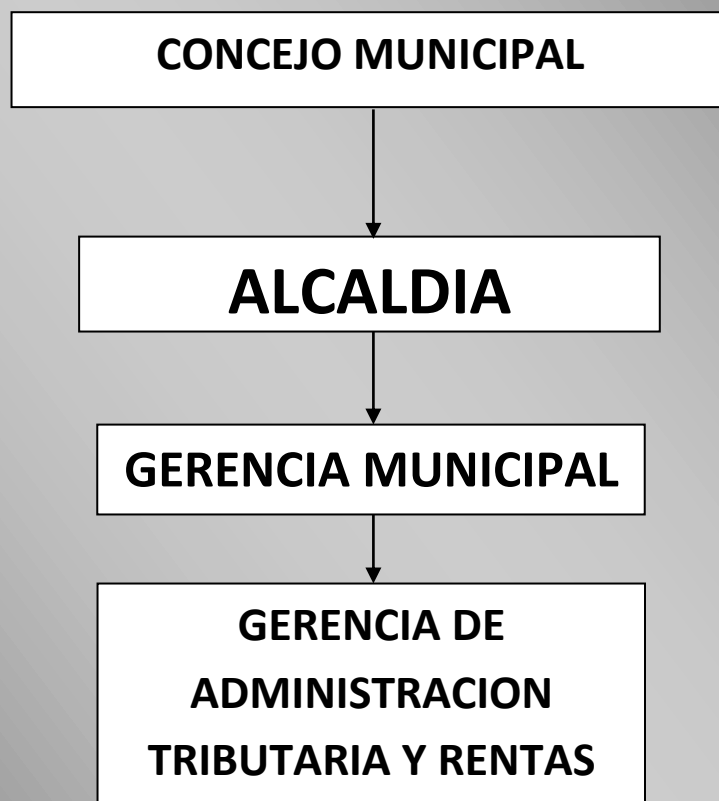 CONCEJO MUNICIPAL
ALCALDIA
GERENCIA MUNICIPAL
GERENCIA DE
ADMINISTRACION
TRIBUTARIA Y RENTAS